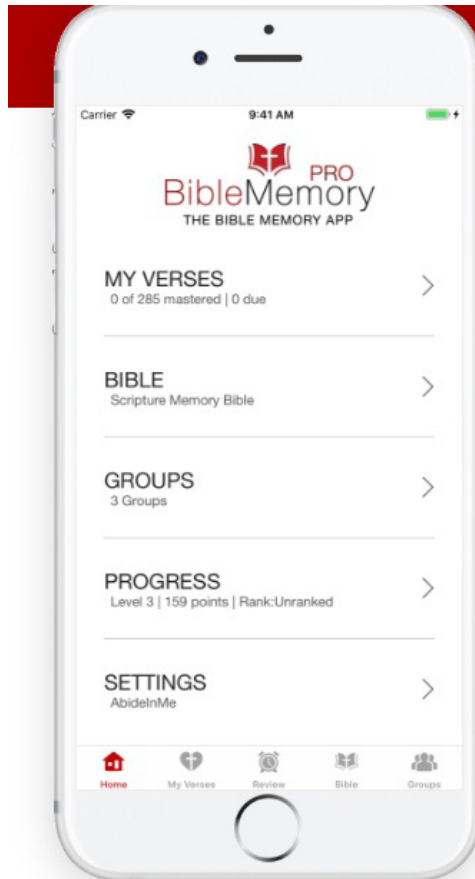 Carrier 9:41 AM
PRO
BibleMemory
THE BIBLE MEMORY APP
MY VERSES
0 of 285 mastered | 0 due
BIBLE
Scripture Memory Bible
GROUPS
3 Groups
PROGRESS
Level 3 | 159 points | Rank:Unranked
SETTINGS
AbideInMe
Home My Verses Review Bible Groups